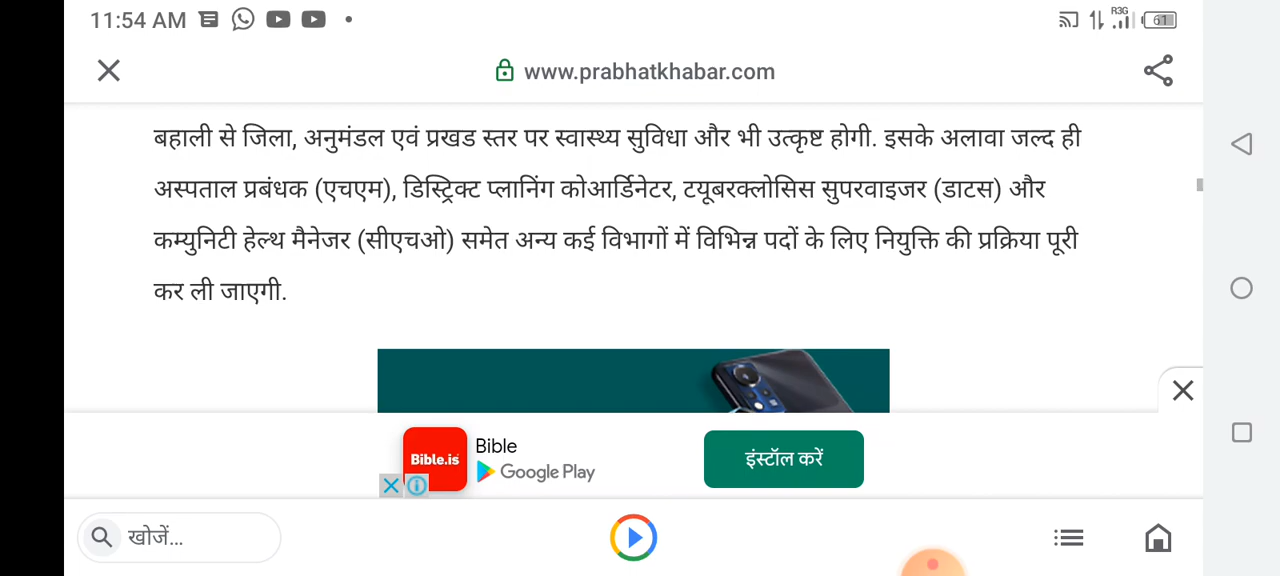 11:54 AM
R3G
61
www.prabhatkhabar.com
बहाली से जिला, अनुमंडल एवं प्रखड स्तर पर स्वास्थ्य सुविधा और भी उत्कृष्ट होगी. इसके अलावा जल्द ही
अस्पताल प्रबंधक (एचएम), डिस्ट्रिक्ट प्लानिंग कोआर्डिनेटर, टयूबरक्लोसिस सुपरवाइजर (डाटस) और
कम्युनिटी हेल्थ मैनेजर (सीएचओ) समेत अन्य कई विभागों में विभिन्न पदों के लिए नियुक्ति की प्रक्रिया पूरी
कर ली जाएगी.
Bible.is
Bible
Google Play
इंस्टॉल करें
खोजें...